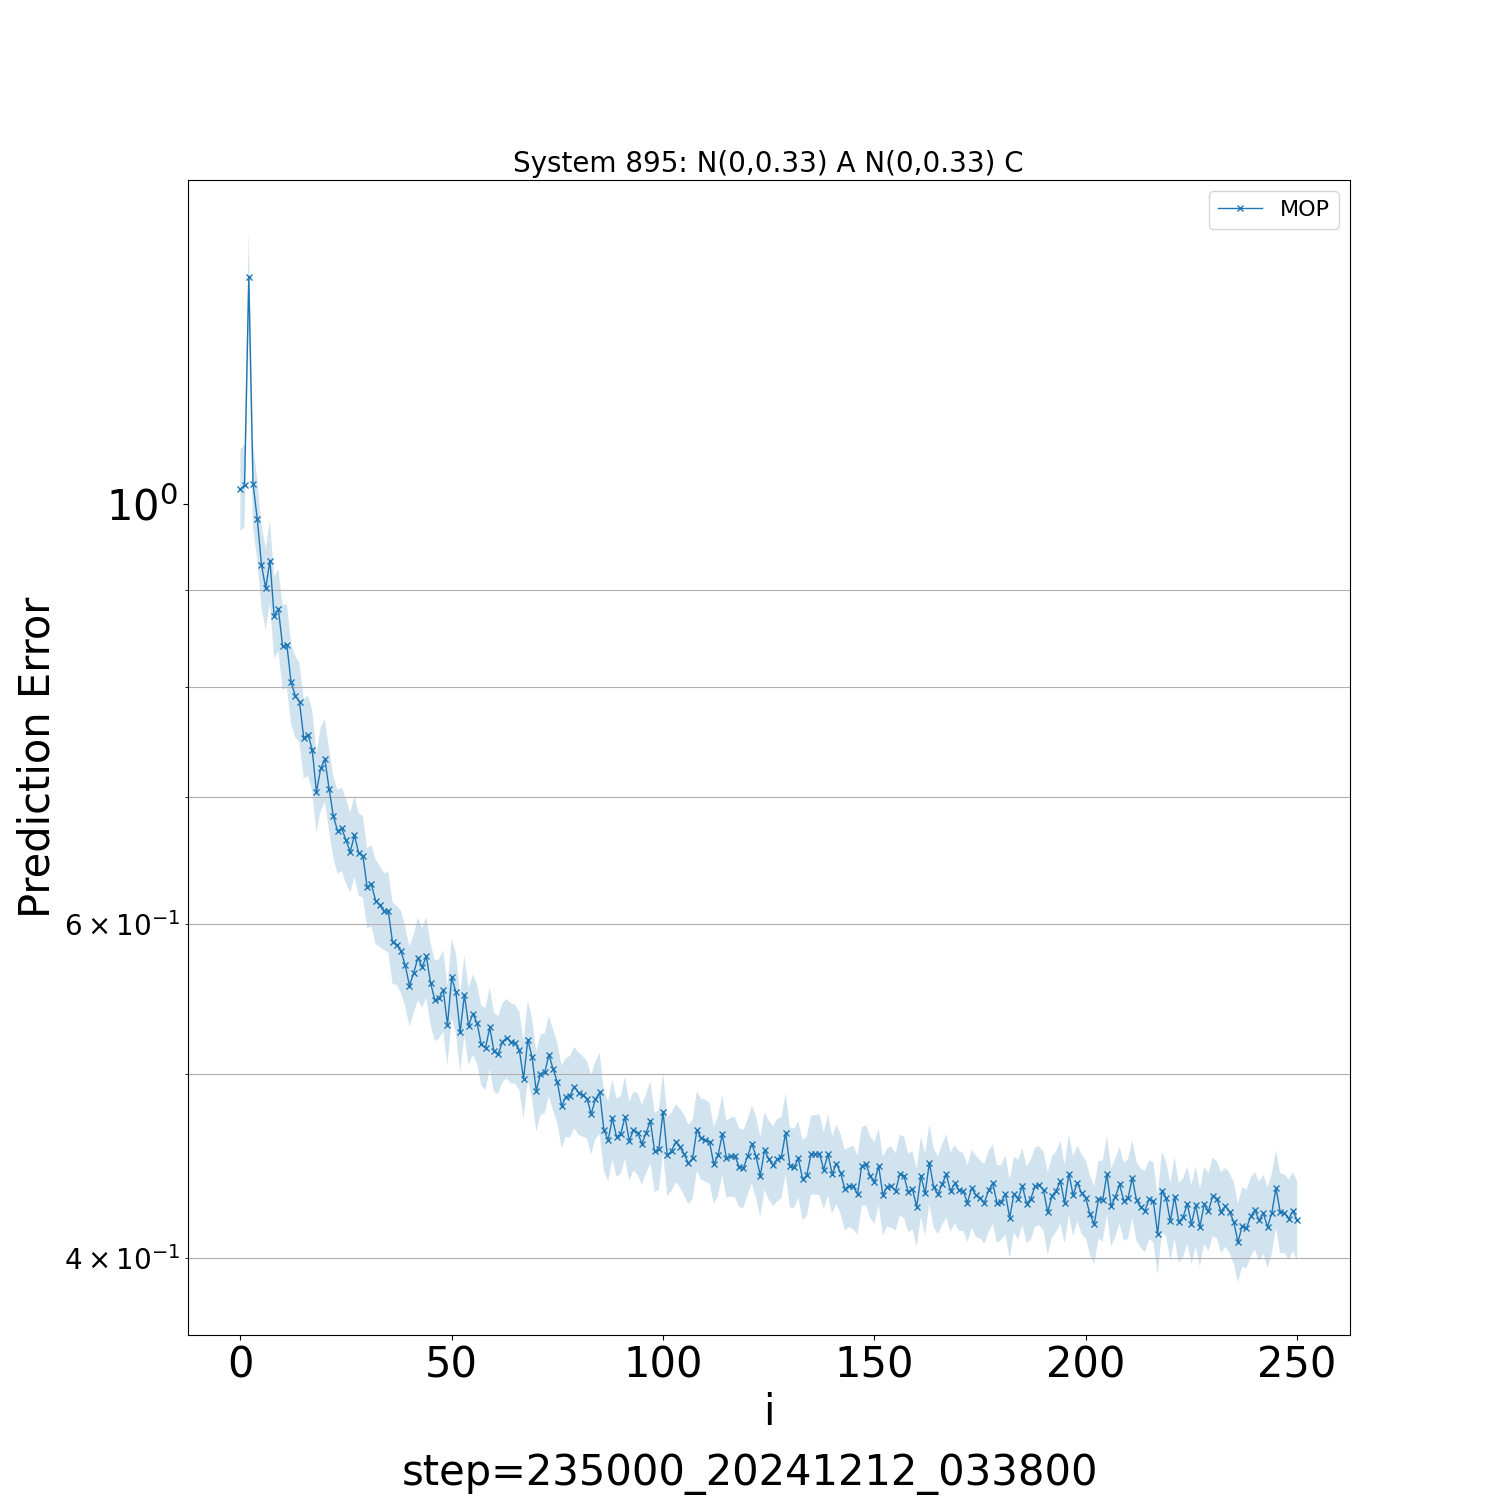 System 895: N(0,0.33) A N(0,0.33) C
MOP
10⁰
6 × 10⁻¹
4 × 10⁻¹
Prediction Error
0 50 100 150 200 250
i
step=235000_20241212_033800